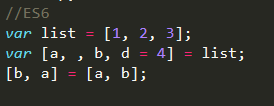 //ES6
var list = [1, 2, 3];
var [a, , b, d = 4] = list;
[b, a] = [a, b];